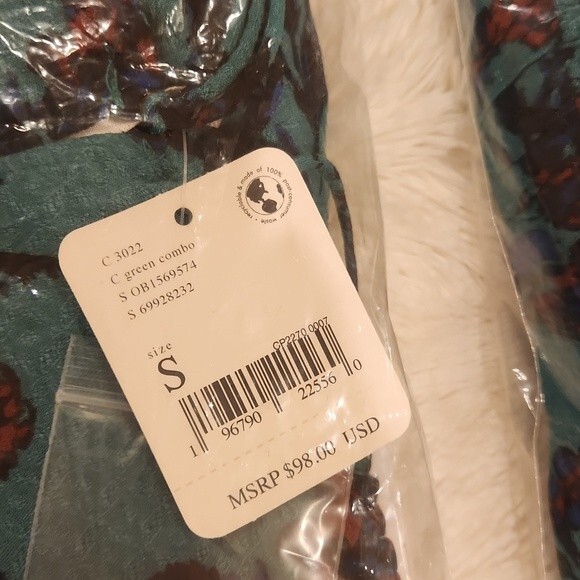 recyclable & made of 100% post-consumer waste
C 3022
C green combo
S OB1569574
S 69928232
size
S
CP2270 0007
1 96790 22556 0
MSRP $98.00 USD